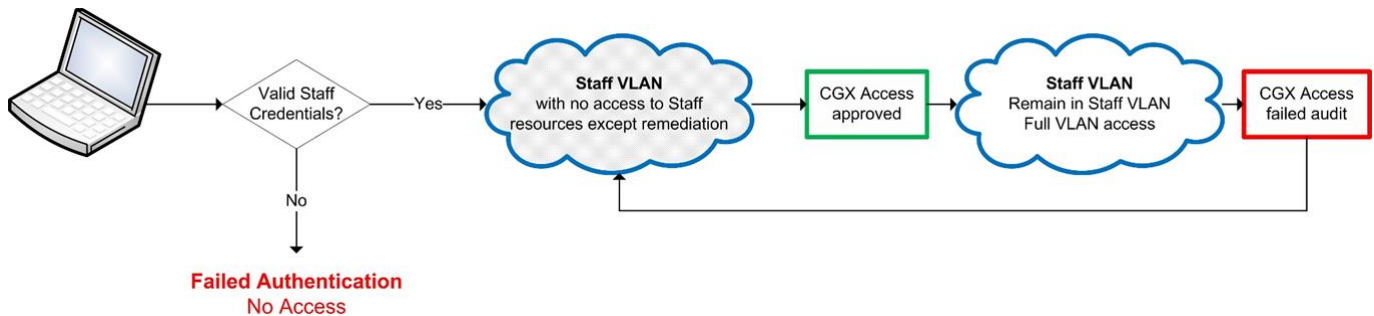 Valid Staff
Credentials?
Yes
No
Failed Authentication
No Access
Staff VLAN
with no access to Staff
resources except remediation
CGX Access
approved
Staff VLAN
Remain in Staff VLAN
Full VLAN access
CGX Access
failed audit